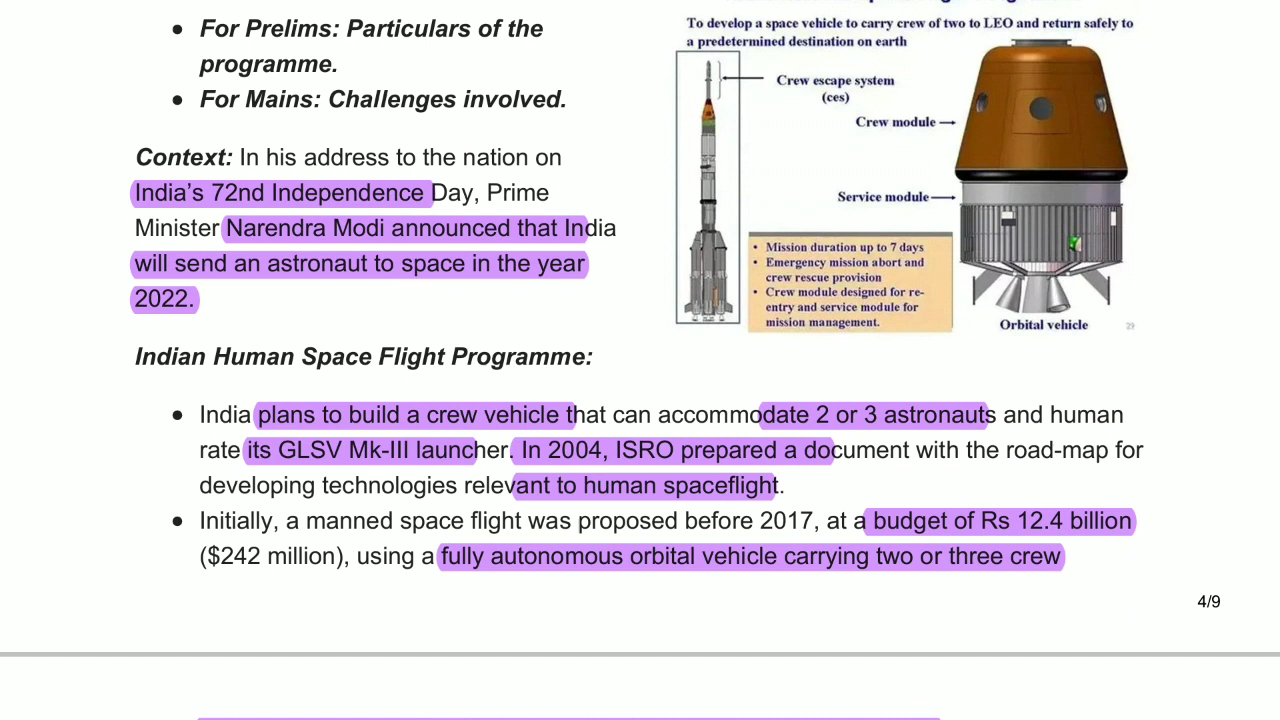 ● For Prelims: Particulars of the
programme.
● For Mains: Challenges involved.
Context: In his address to the nation on
India’s 72nd Independence Day, Prime
Minister Narendra Modi announced that India
will send an astronaut to space in the year
2022.
To develop a space vehicle to carry crew of two to LEO and return safely to
a predetermined destination on earth
Crew escape system
(ces)
Crew module
Service module
• Mission duration up to 7 days
• Emergency mission abort and
crew rescue provision
• Crew module designed for re-
entry and service module for
mission management.
Orbital vehicle
29
Indian Human Space Flight Programme:
● India plans to build a crew vehicle that can accommodate 2 or 3 astronauts and human
rate its GLSV Mk-III launcher. In 2004, ISRO prepared a document with the road-map for
developing technologies relevant to human spaceflight.
● Initially, a manned space flight was proposed before 2017, at a budget of Rs 12.4 billion
($242 million), using a fully autonomous orbital vehicle carrying two or three crew
4/9